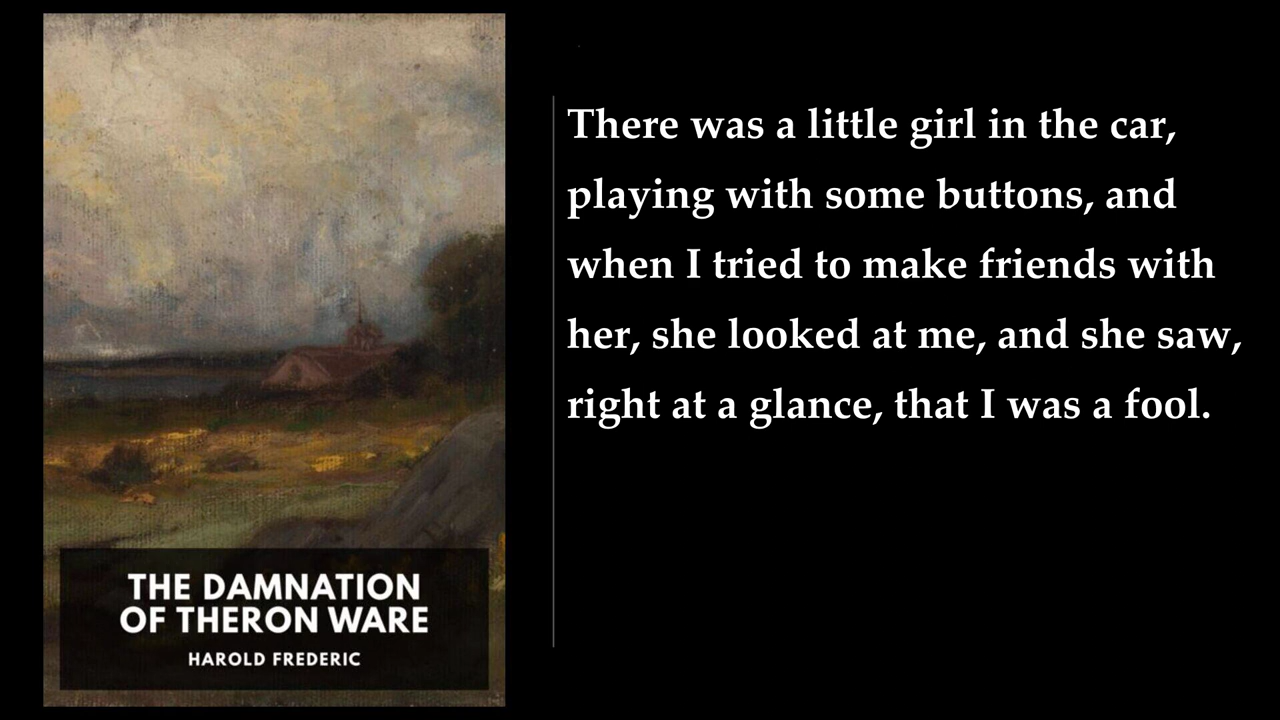 There was a little girl in the car,
playing with some buttons, and
when I tried to make friends with
her, she looked at me, and she saw,
right at a glance, that I was a fool.
THE DAMNATION
OF THERON WARE
HAROLD FREDERIC